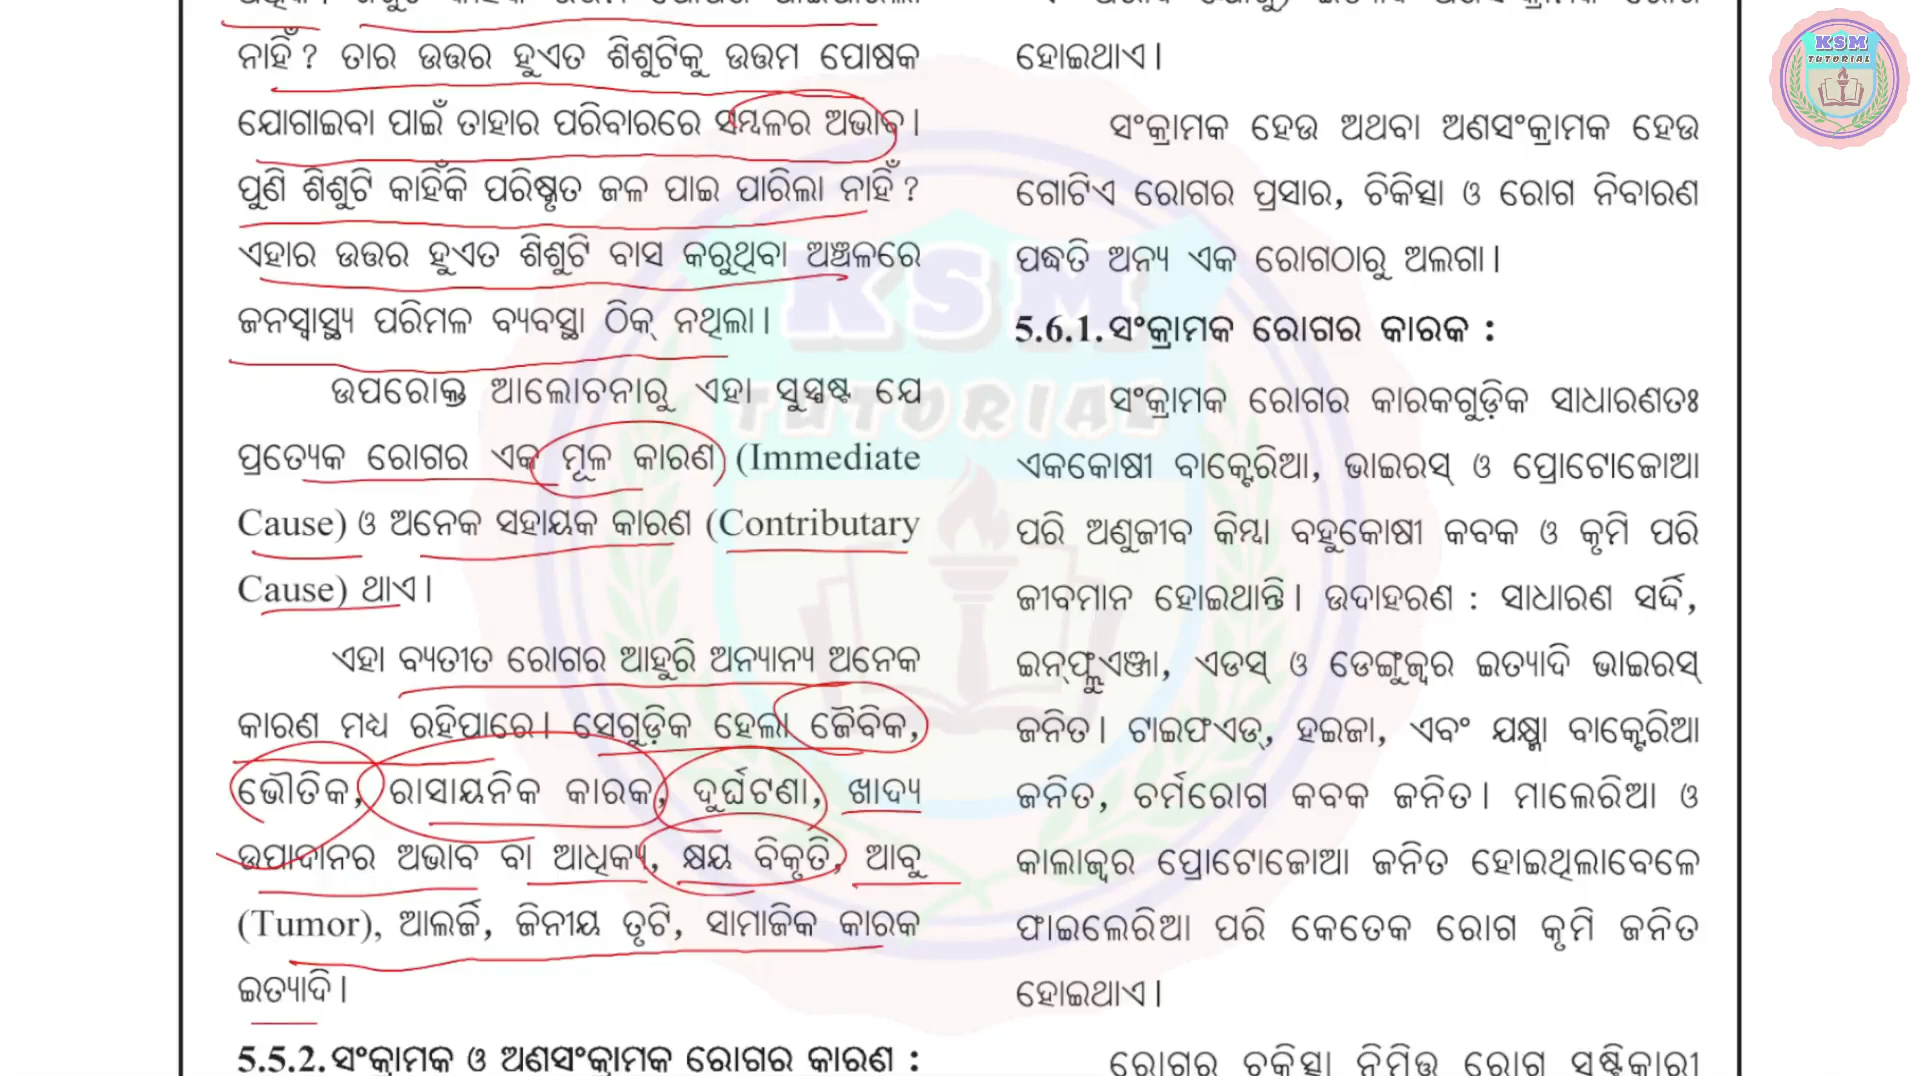 ନାହିଁ ? ତାର ଉତ୍ତର ହୁଏତ ଶିଶୁଟିକୁ ଉତ୍ତମ ପୋଷକ
ଯୋଗାଇବା ପାଇଁ ତାହାର ପରିବାରରେ ସମ୍ବଳର ଅଭାବ ।
ପୁଣି ଶିଶୁଟି କାହିଁକି ପରିଷ୍କୃତ ଜଳ ପାଇ ପାରିଲା ନାହିଁ ?
ଏହାର ଉତ୍ତର ହୁଏତ ଶିଶୁଟି ବାସ କରୁଥିବା ଅଞ୍ଚଳରେ
ଜନସ୍ୱାସ୍ଥ୍ୟ ପରିମଳ ବ୍ୟବସ୍ଥା ଠିକ୍ ନଥିଲା ।
ଉପରୋକ୍ତ ଆଲୋଚନାରୁ ଏହା ସୁସ୍ପଷ୍ଟ ଯେ
ପ୍ରତ୍ୟେକ ରୋଗର ଏକ ମୂଳ କାରଣ (Immediate
Cause) ଓ ଅନେକ ସହାୟକ କାରଣ (Contributary
Cause) ଥାଏ ।
ଏହା ବ୍ୟତୀତ ରୋଗର ଆହୁରି ଅନ୍ୟାନ୍ୟ ଅନେକ
କାରଣ ମଧ୍ୟ ରହିପାରେ । ସେଗୁଡ଼ିକ ହେଲା ଜୈବିକ,
ଭୌତିକ, ରାସାୟନିକ କାରକ, ଦୁର୍ଘଟଣା, ଖାଦ୍ୟ
ଉପାଦାନର ଅଭାବ ବା ଆଧିକ୍ୟ, କ୍ଷୟ ବିକୃତି, ଆବୁ
(Tumor), ଆଲର୍ଜି, ଜିନୀୟ ତୃଟି, ସାମାଜିକ କାରକ
ଇତ୍ୟାଦି ।
5.5.2. ସଂକ୍ରାମକ ଓ ଅଣସଂକ୍ରାମକ ରୋଗର କାରଣ :
ହୋଇଥାଏ ।
ସଂକ୍ରାମକ ହେଉ ଅଥବା ଅଣସଂକ୍ରାମକ ହେଉ
ଗୋଟିଏ ରୋଗର ପ୍ରସାର, ଚିକିତ୍ସା ଓ ରୋଗ ନିବାରଣ
ପଦ୍ଧତି ଅନ୍ୟ ଏକ ରୋଗଠାରୁ ଅଲଗା ।
5.6.1. ସଂକ୍ରାମକ ରୋଗର କାରକ :
ସଂକ୍ରାମକ ରୋଗର କାରକଗୁଡ଼ିକ ସାଧାରଣତଃ
ଏକକୋଷୀ ବାକ୍ଟେରିଆ, ଭାଇରସ୍ ଓ ପ୍ରୋଟୋଜୋଆ
ପରି ଅଣୁଜୀବ କିମ୍ବା ବହୁକୋଷୀ କବକ ଓ କୃମି ପରି
ଜୀବମାନ ହୋଇଥାନ୍ତି । ଉଦାହରଣ : ସାଧାରଣ ସର୍ଦ୍ଦି,
ଇନ୍‌ଫ୍ଲୁଏଞ୍ଜା, ଏଡସ୍ ଓ ଡେଙ୍ଗୁଜ୍ୱର ଇତ୍ୟାଦି ଭାଇରସ୍
ଜନିତ । ଟାଇଫଏଡ୍, ହଇଜା, ଏବଂ ଯକ୍ଷ୍ମା ବାକ୍ଟେରିଆ
ଜନିତ, ଚର୍ମରୋଗ କବକ ଜନିତ । ମାଲେରିଆ ଓ
କାଲାଜ୍ୱର ପ୍ରୋଟୋଜୋଆ ଜନିତ ହୋଇଥିଲାବେଳେ
ଫାଇଲେରିଆ ପରି କେତେକ ରୋଗ କୃମି ଜନିତ
ହୋଇଥାଏ ।
ରୋଗର ଚିକିତ୍ସା ନିମିତ୍ତ ରୋଗ ସୃଷ୍ଟିକାରୀ
KSM
TUTORIAL
KSM
TUTORIAL